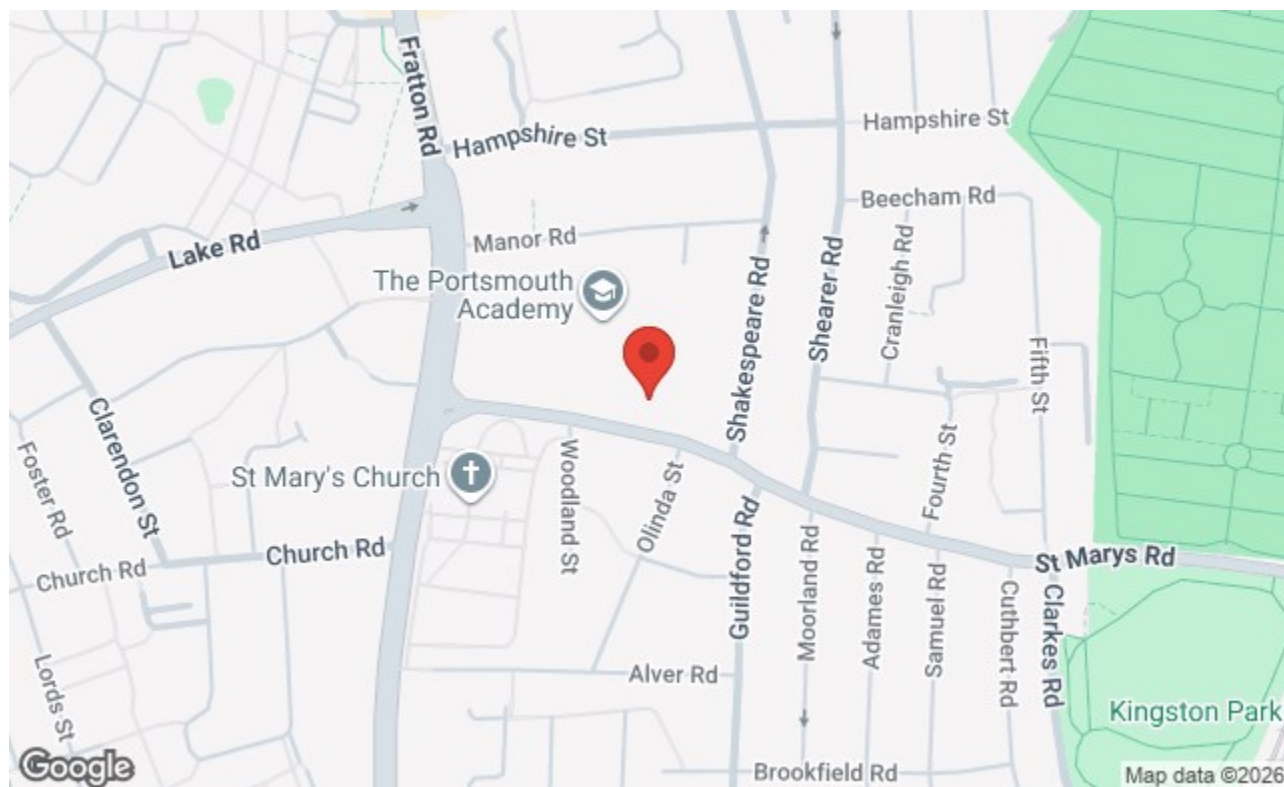 Fratton Rd
Hampshire St
Hampshire St
Beecham Rd
Lake Rd
Manor Rd
Cranleigh Rd
The Portsmouth
Academy
Shakespeare Rd
Shearer Rd
Fifth St
Clarendon St
Foster Rd
St Mary's Church
Woodland St
Olinda St
Fourth St
Church Rd
Church Rd
Guildford Rd
Moorland Rd
Adames Rd
Samuel Rd
Cuthbert Rd
St Marys Rd
Clarkes Rd
Lords St
Alver Rd
Kingston Park
Brookfield Rd
Google
Map data ©2026